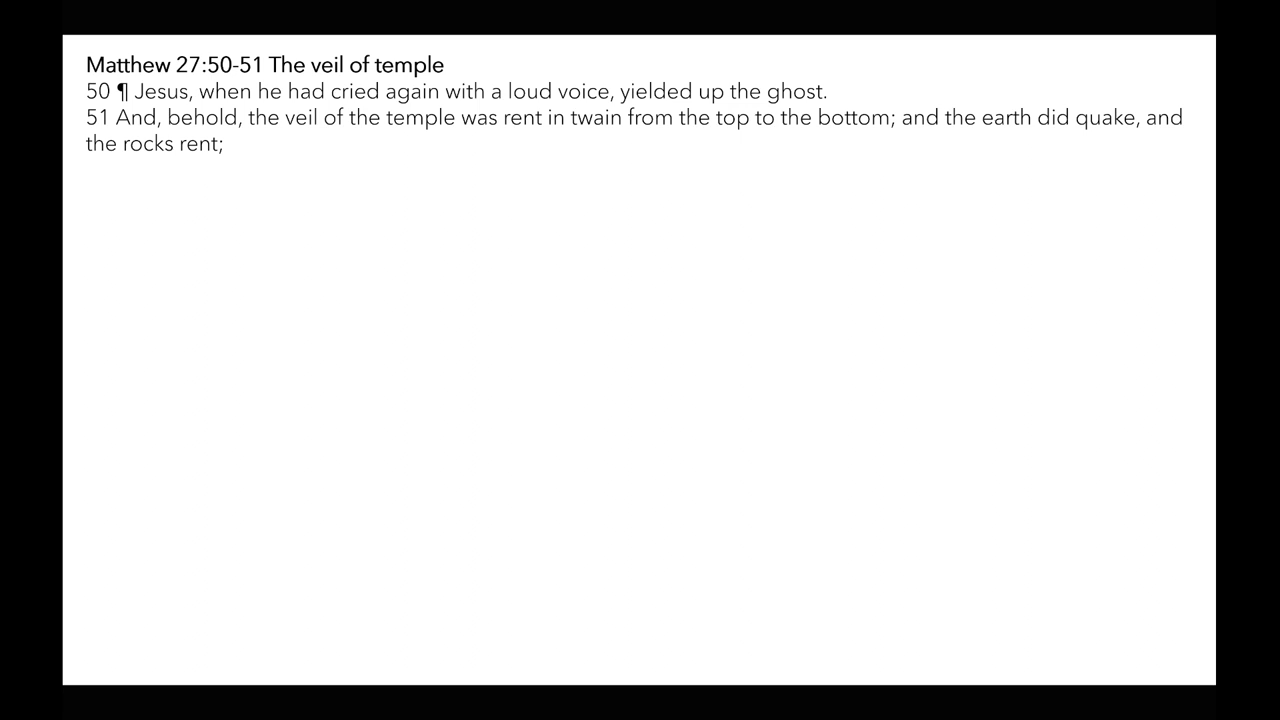 Matthew 27:50-51 The veil of temple
50 ¶ Jesus, when he had cried again with a loud voice, yielded up the ghost.
51 And, behold, the veil of the temple was rent in twain from the top to the bottom; and the earth did quake, and
the rocks rent;